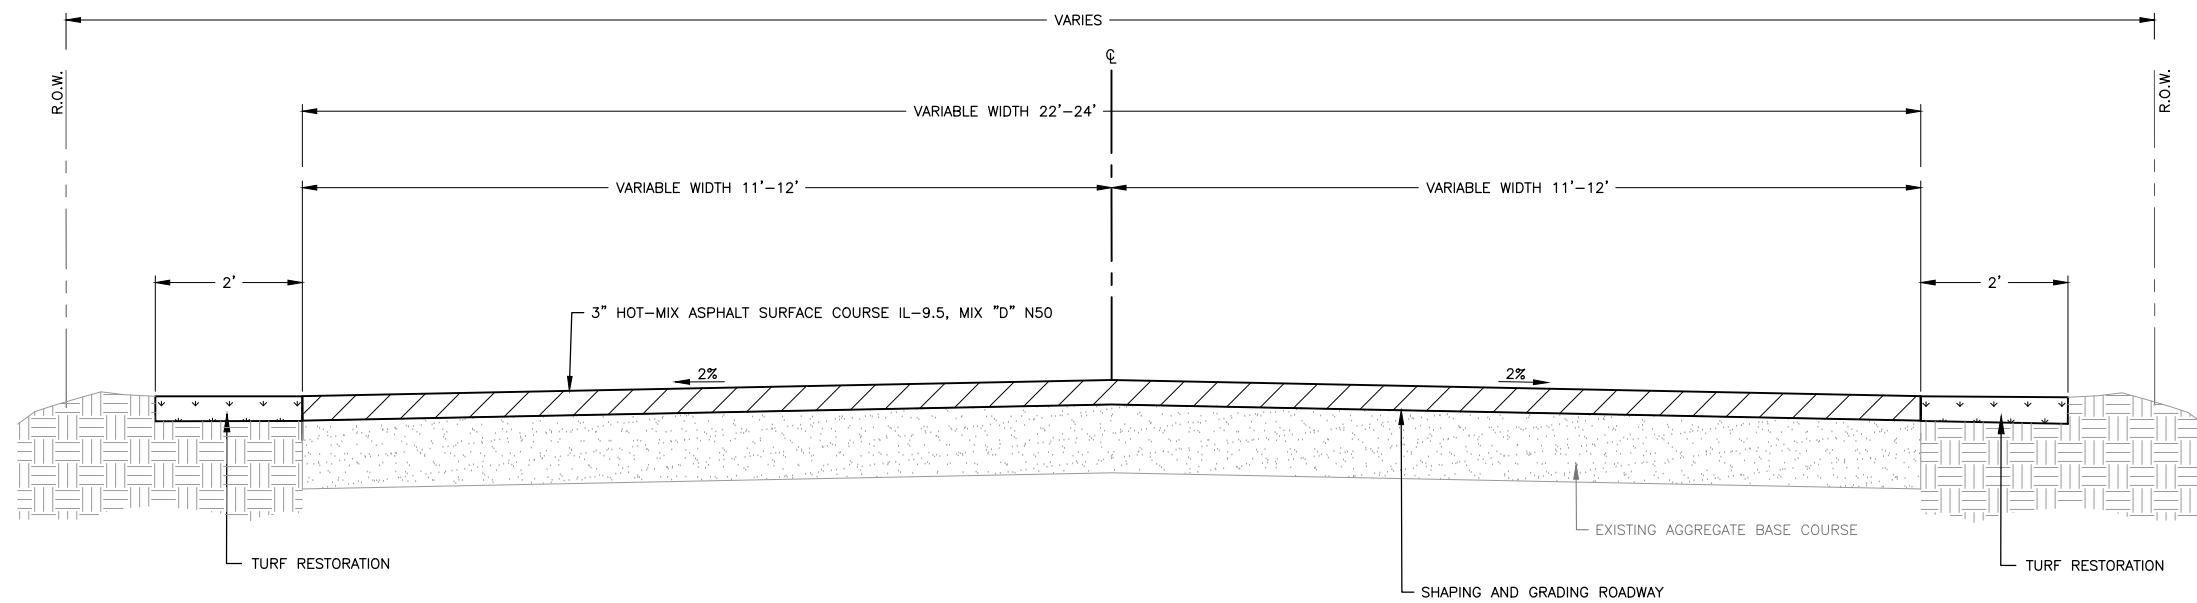 VARIES
℄
R.O.W.
R.O.W.
VARIABLE WIDTH 22'-24'
VARIABLE WIDTH 11'-12'
VARIABLE WIDTH 11'-12'
2'
2'
3" HOT-MIX ASPHALT SURFACE COURSE IL-9.5, MIX "D" N50
2%
2%
EXISTING AGGREGATE BASE COURSE
TURF RESTORATION
TURF RESTORATION
SHAPING AND GRADING ROADWAY